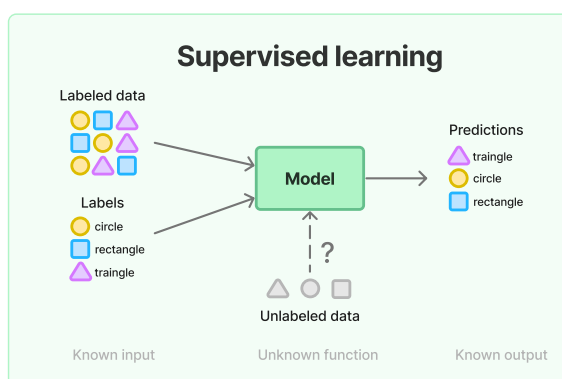 Supervised learning
Labeled data
Labels
circle
rectangle
traingle
Model
?
Unlabeled data
Predictions
traingle
circle
rectangle
Known input
Unknown function
Known output